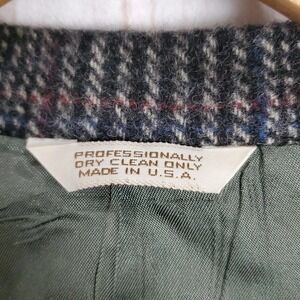 PROFESSIONALLY
DRY CLEAN ONLY
MADE IN U.S.A.